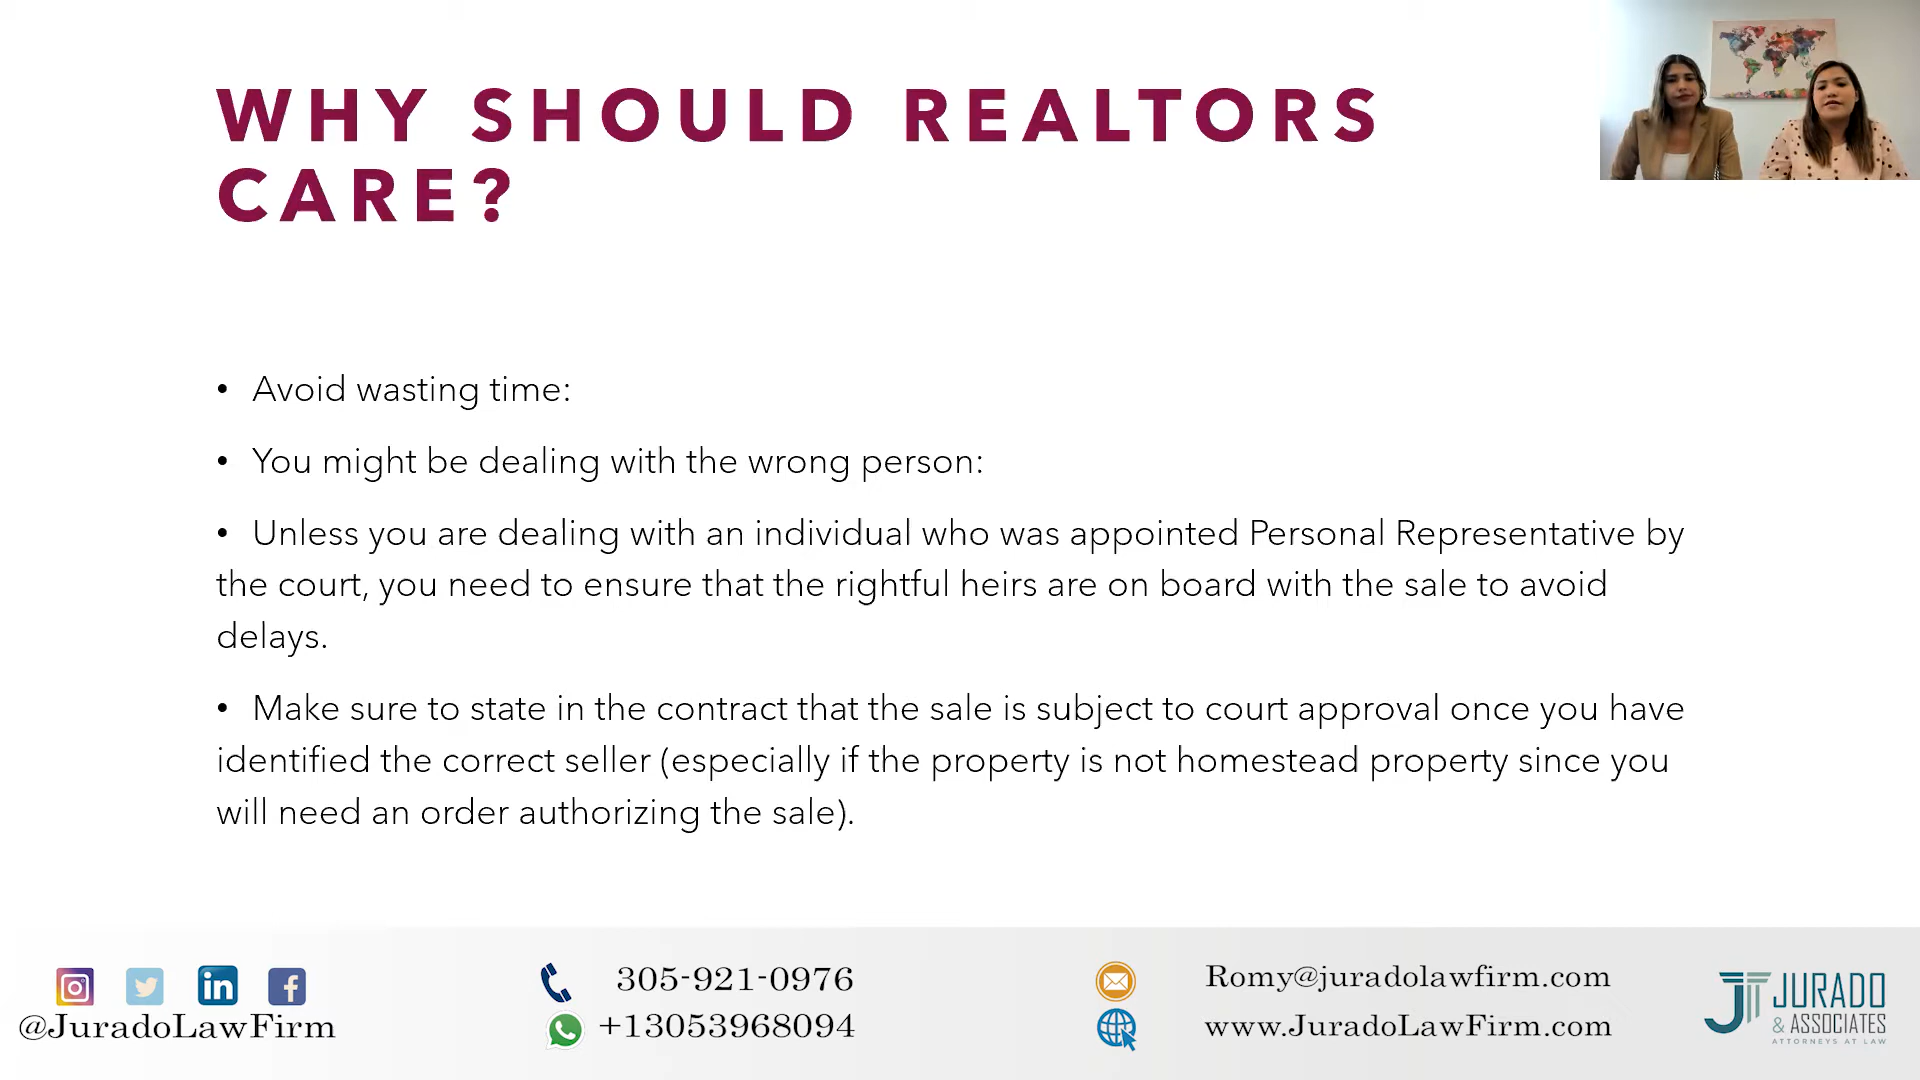 WHY SHOULD REALTORS
CARE?
• Avoid wasting time:
• You might be dealing with the wrong person:
• Unless you are dealing with an individual who was appointed Personal Representative by
the court, you need to ensure that the rightful heirs are on board with the sale to avoid
delays.
• Make sure to state in the contract that the sale is subject to court approval once you have
identified the correct seller (especially if the property is not homestead property since you
will need an order authorizing the sale).
@JuradoLawFirm
305-921-0976
+13053968094
Romy@juradolawfirm.com
www.JuradoLawFirm.com
JURADO
& ASSOCIATES
ATTORNEYS AT LAW